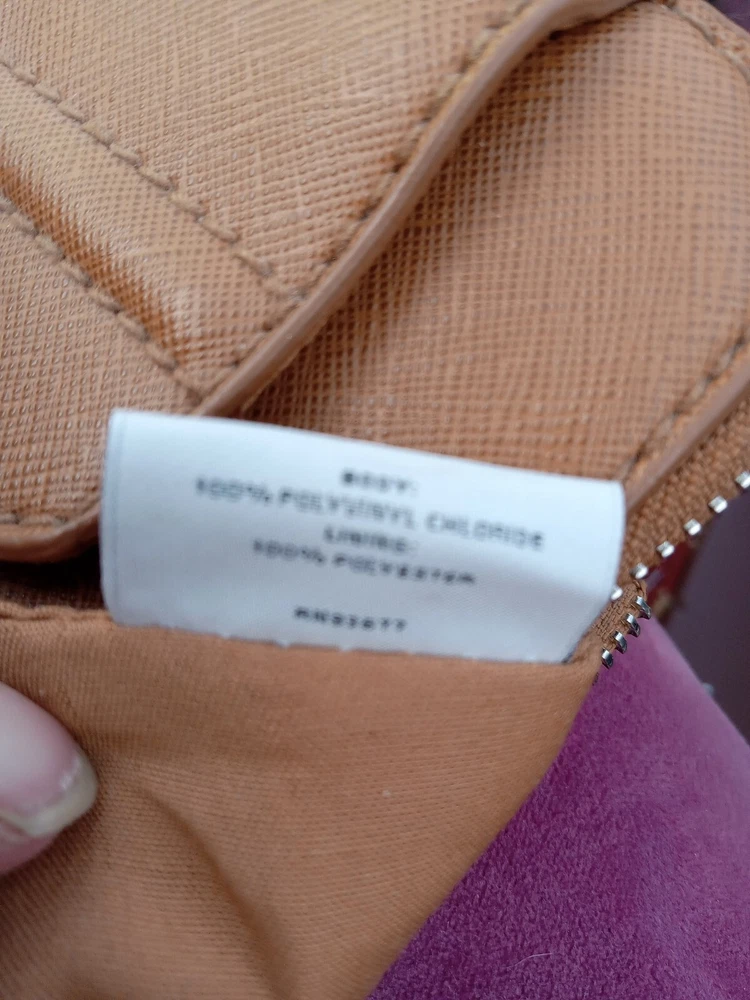 BODY:
100% POLYVINYL CHLORIDE
LINING:
100% POLYESTER